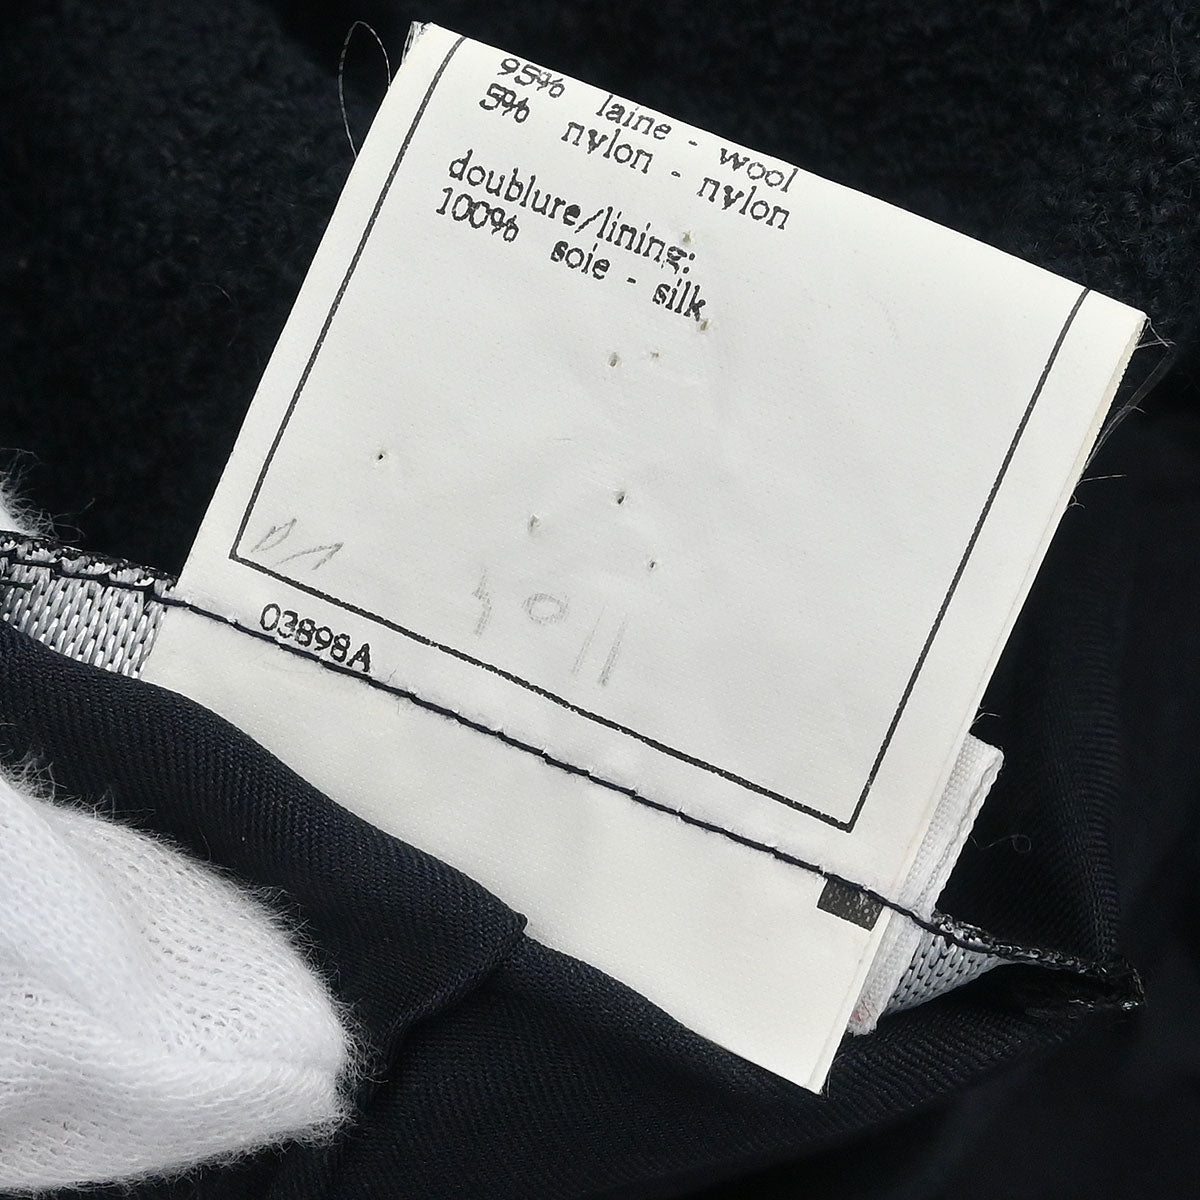 95% laine - wool
5% nylon - nylon
doublure/lining:
100% soie - silk
03898A